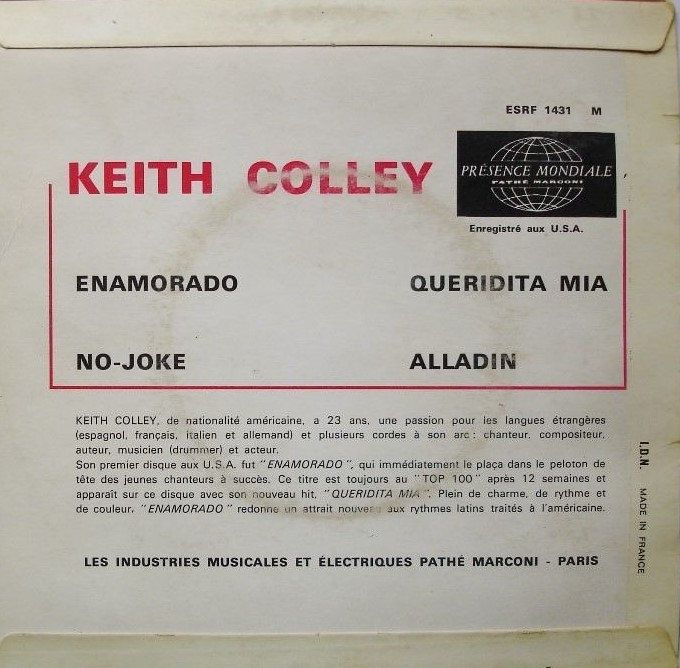 ESRF 1431 M
KEITH COLLEY
PRÉSENCE MONDIALE
PATHÉ MARCONI
Enregistré aux U.S.A.
ENAMORADO
QUERIDITA MIA
NO-JOKE
ALLADIN
KEITH COLLEY, de nationalité américaine, a 23 ans, une passion pour les langues étrangères
(espagnol, français, italien et allemand) et plusieurs cordes à son arc : chanteur, compositeur,
auteur, musicien (drummer) et acteur.
Son premier disque aux U.S.A. fut "ENAMORADO", qui immédiatement le plaça dans le peloton de
tête des jeunes chanteurs à succès. Ce titre est toujours au "TOP 100" après 12 semaines et
apparaît sur ce disque avec son nouveau hit, "QUERIDITA MIA". Plein de charme, de rythme et
de couleur, "ENAMORADO" redonne un attrait nouveau aux rythmes latins traités à l'américaine.
LES INDUSTRIES MUSICALES ET ÉLECTRIQUES PATHÉ MARCONI - PARIS
I.D.N. MADE IN FRANCE